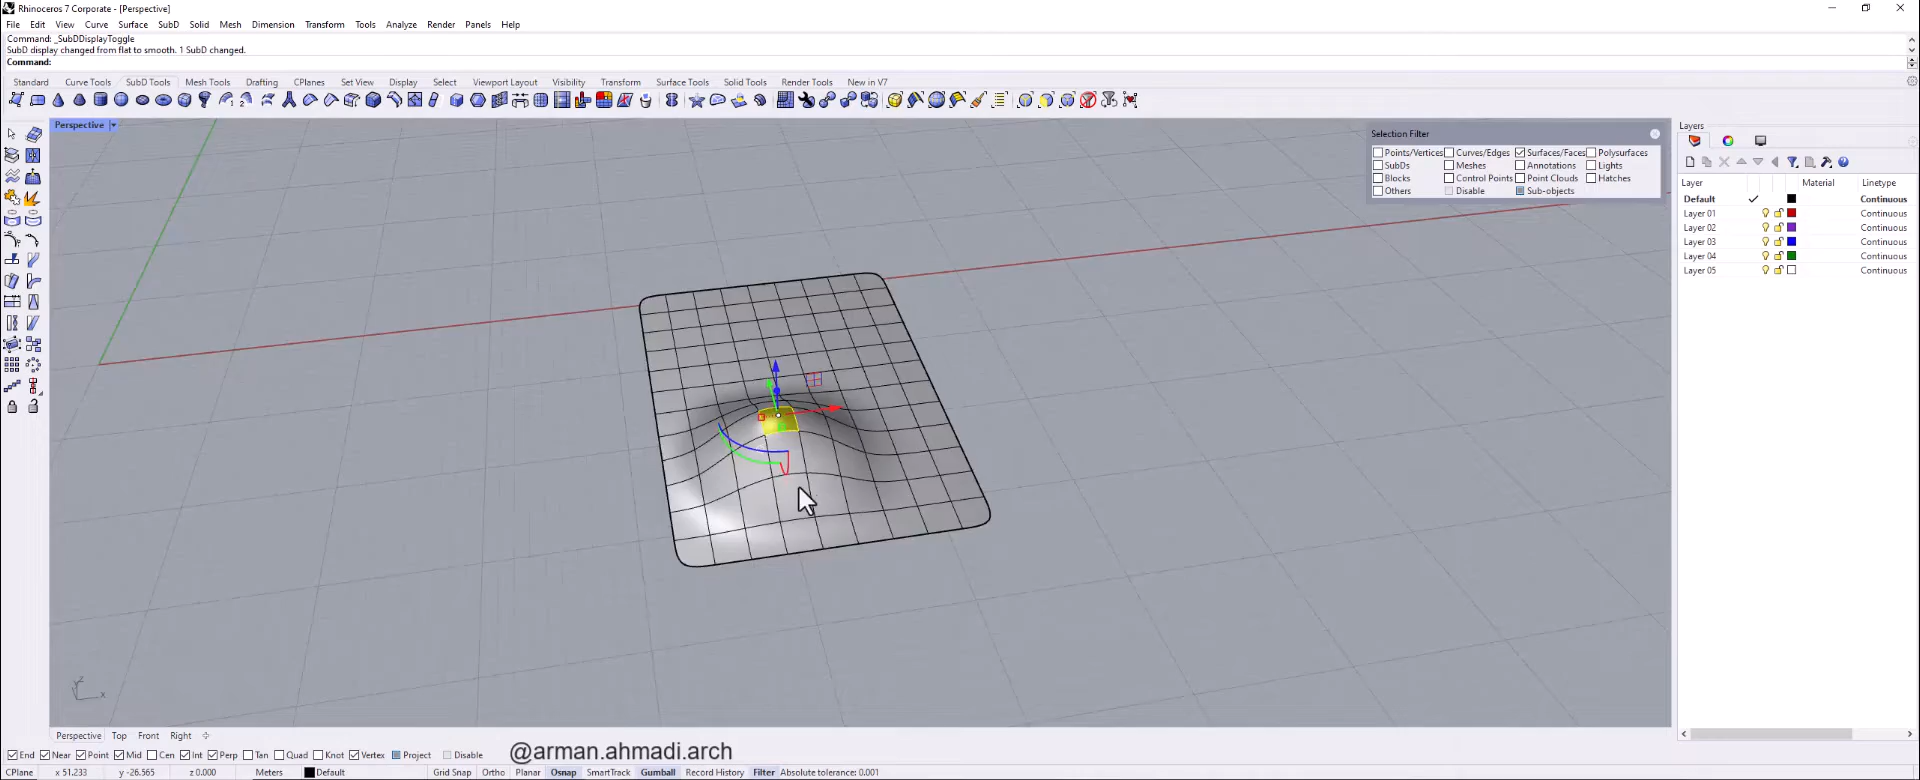 Rhinoceros 7 Corporate - [Perspective]
File Edit View Curve Surface SubD Solid Mesh Dimension Transform Tools Analyze Render Panels Help
Command: _SubDDisplayToggle
SubD display changed from flat to smooth. 1 SubD changed.
Command:
Standard Curve Tools SubD Tools Mesh Tools Drafting CPlanes Set View Display Select Viewport Layout Visibility Transform Surface Tools Solid Tools Render Tools New in V7
Perspective
Selection Filter
Points/Vertices Curves/Edges Surfaces/Faces Polysurfaces
SubDs Meshes Annotations Lights
Blocks Control Points Point Clouds Hatches
Others Disable Sub-objects
Layers
Layer Material Linetype
Default Continuous
Layer 01 Continuous
Layer 02 Continuous
Layer 03 Continuous
Layer 04 Continuous
Layer 05 Continuous
z x
Perspective Top Front Right
End Near Point Mid Cen Int Perp Tan Quad Knot Vertex Project Disable
@arman.ahmadi.arch
CPlane x 51.233 y -26.565 z 0.000 Meters Default Grid Snap Ortho Planar Osnap SmartTrack Gumball Record History Filter Absolute tolerance: 0.001